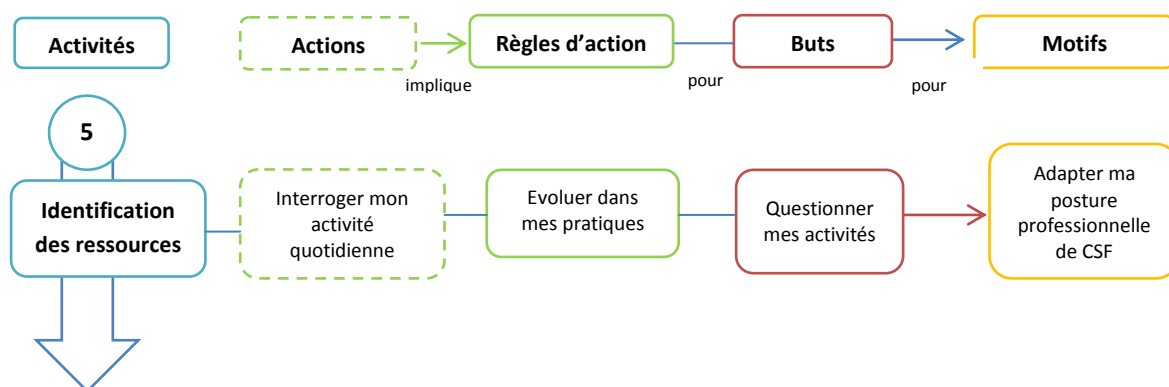 Activités
Actions
implique
Règles d'action
pour
Buts
pour
Motifs
5
Identification
des ressources
Interroger mon
activité
quotidienne
Evoluer dans
mes pratiques
Questionner
mes activités
Adapter ma
posture
professionnelle
de CSF